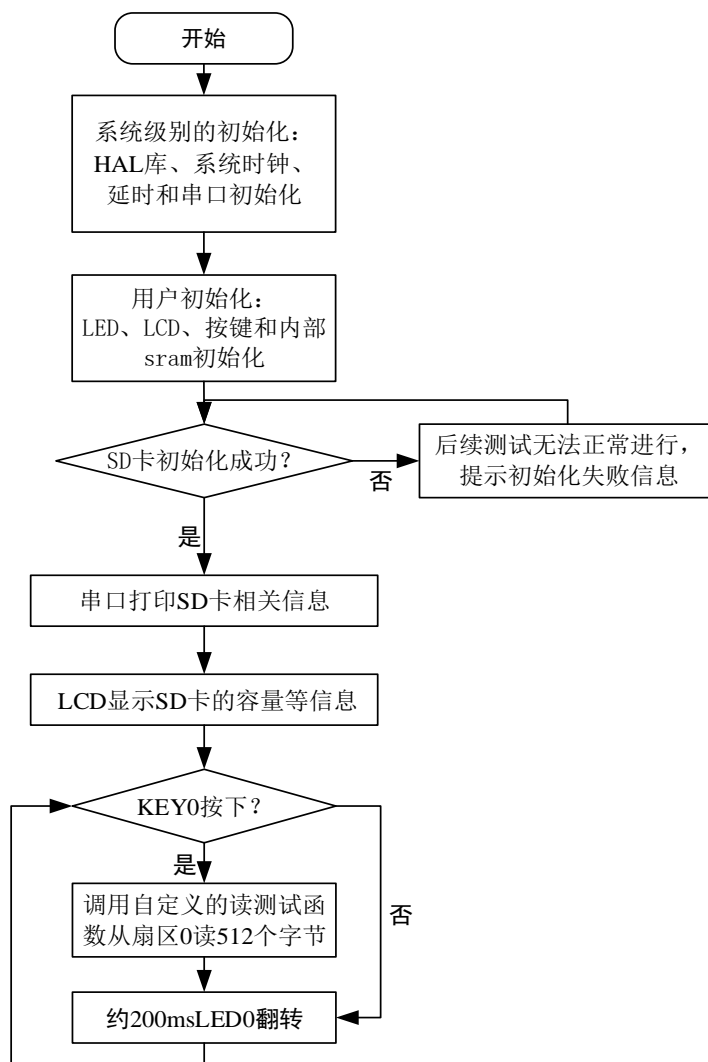 开始
系统级别的初始化：
HAL库、系统时钟、
延时和串口初始化
用户初始化：
LED、LCD、按键和内部
sram初始化
SD卡初始化成功？
否
后续测试无法正常进行，
提示初始化失败信息
是
串口打印SD卡相关信息
LCD显示SD卡的容量等信息
KEY0按下？
是
调用自定义的读测试函
数从扇区0读512个字节
否
约200msLED0翻转